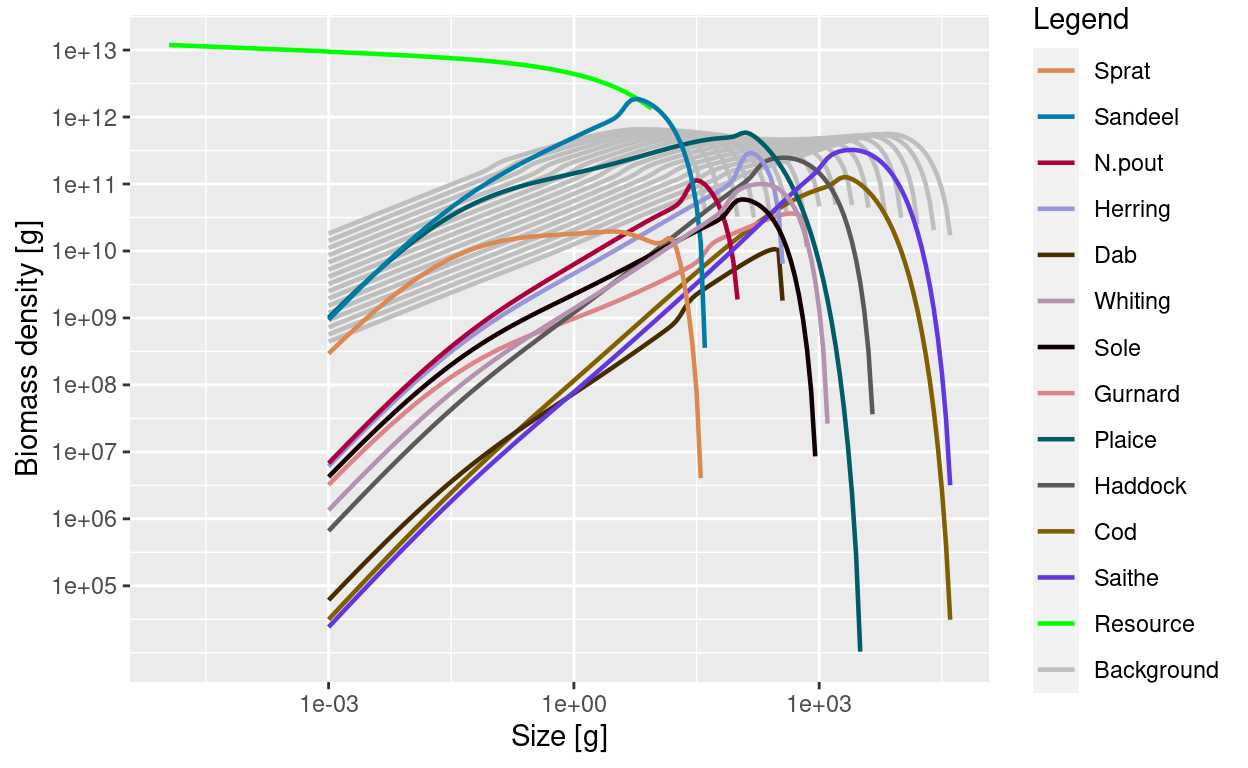 Biomass density [g]
1e+13
1e+12
1e+11
1e+10
1e+09
1e+08
1e+07
1e+06
1e+05
1e-03 1e+00 1e+03
Size [g]
Legend
Sprat
Sandeel
N.pout
Herring
Dab
Whiting
Sole
Gurnard
Plaice
Haddock
Cod
Saithe
Resource
Background